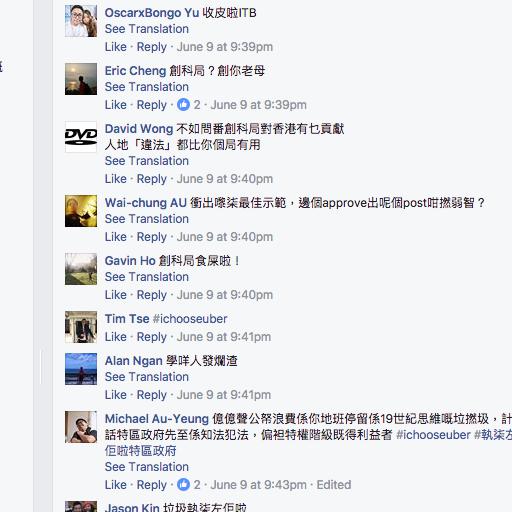 OscarxBongo Yu 收皮啦ITB
See Translation
Like · Reply · June 9 at 9:39pm
Eric Cheng 創科局？創你老母
See Translation
Like · Reply · 2 · June 9 at 9:39pm
DVD
David Wong 不如問番創科局對香港有乜貢獻
人地「違法」都比你個局有用
See Translation
Like · Reply · June 9 at 9:40pm
Wai-chung AU 衝出嚟柒最佳示範，邊個approve出呢個post咁撚弱智？
See Translation
Like · Reply · June 9 at 9:40pm
Gavin Ho 創科局食屎啦！
See Translation
Like · Reply · June 9 at 9:40pm
Tim Tse #ichooseuber
Like · Reply · June 9 at 9:41pm
Alan Ngan 學咩人發爛渣
See Translation
Like · Reply · June 9 at 9:41pm
Michael Au-Yeung 億億聲公帑浪費係你地班停留係19世紀思維嘅垃撚圾，計
話特區政府先至係知法犯法，偏袒特權階級既得利益者 #ichooseuber #執柒左
佢啦特區政府
See Translation
Like · Reply · 2 · June 9 at 9:43pm · Edited
Jason Kin 垃圾執柒左佢啦